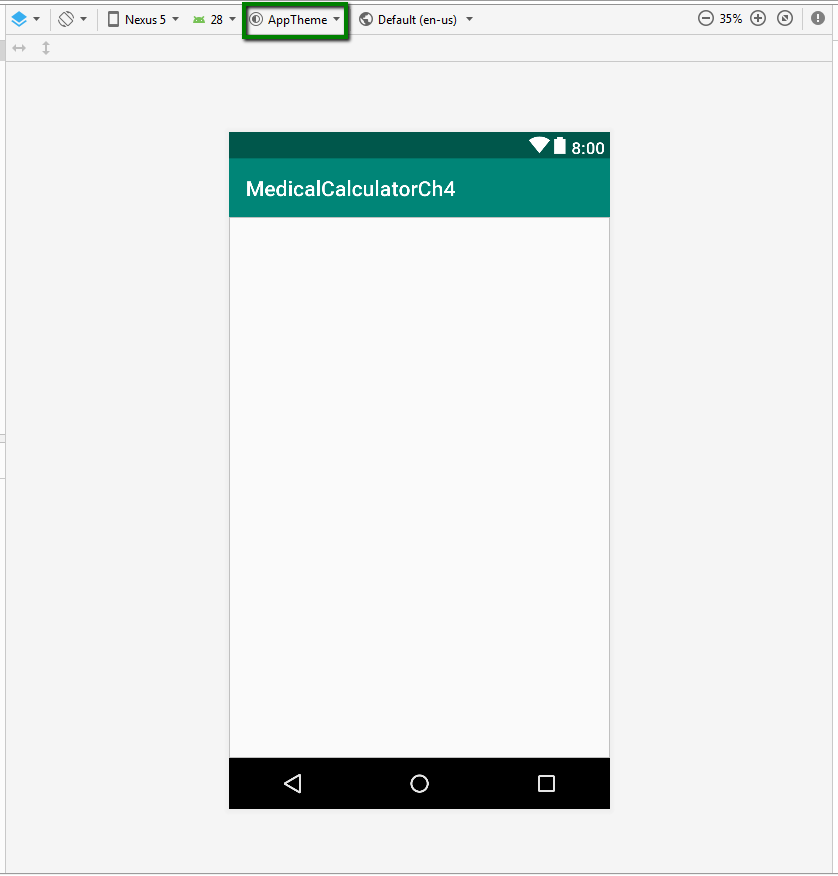 Nexus 5 28 AppTheme Default (en-us) 35%
8:00
MedicalCalculatorCh4